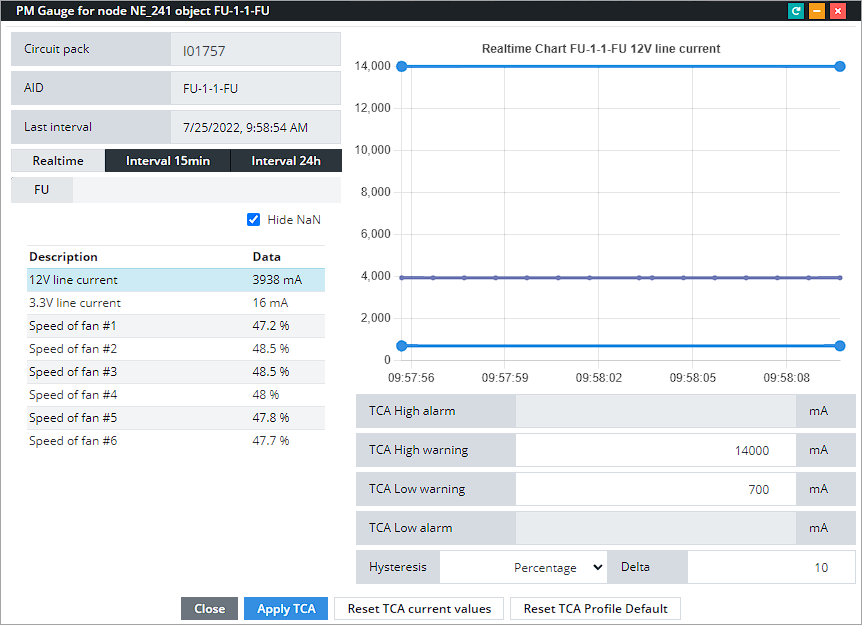 PM Gauge for node NE_241 object FU-1-1-FU
Circuit pack I01757
AID FU-1-1-FU
Last interval 7/25/2022, 9:58:54 AM
Realtime Interval 15min Interval 24h
FU
Hide NaN
Description Data
12V line current 3938 mA
3.3V line current 16 mA
Speed of fan #1 47.2 %
Speed of fan #2 48.5 %
Speed of fan #3 48.5 %
Speed of fan #4 48 %
Speed of fan #5 47.8 %
Speed of fan #6 47.7 %
Realtime Chart FU-1-1-FU 12V line current
14,000
12,000
10,000
8,000
6,000
4,000
2,000
0
09:57:56 09:57:59 09:58:02 09:58:05 09:58:08
TCA High alarm mA
TCA High warning 14000 mA
TCA Low warning 700 mA
TCA Low alarm mA
Hysteresis Percentage Delta 10
Close Apply TCA Reset TCA current values Reset TCA Profile Default